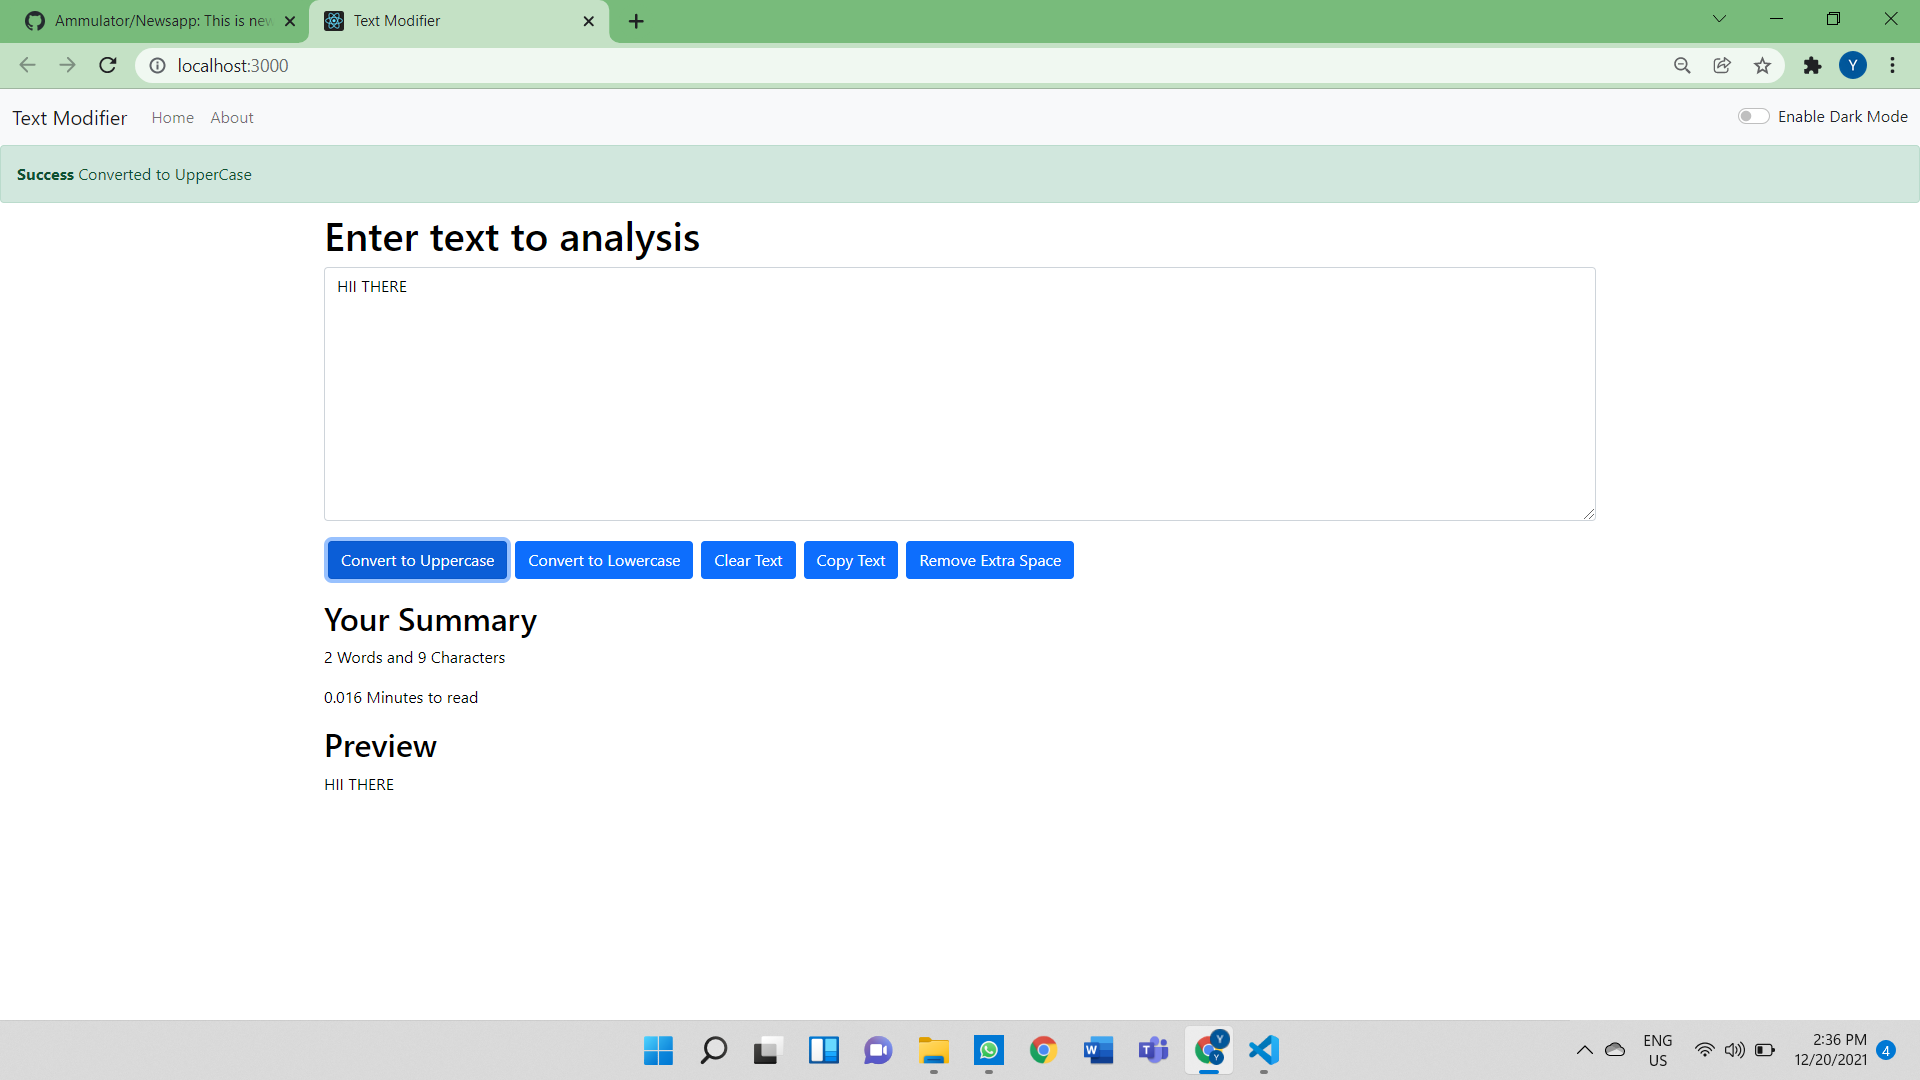 Ammulator/Newsapp: This is new
Text Modifier
localhost:3000
Y
Text Modifier Home About Enable Dark Mode
Success Converted to UpperCase
Enter text to analysis
HII THERE
Convert to Uppercase Convert to Lowercase Clear Text Copy Text Remove Extra Space
Your Summary
2 Words and 9 Characters
0.016 Minutes to read
Preview
HII THERE
ENG
US
2:36 PM
12/20/2021
4